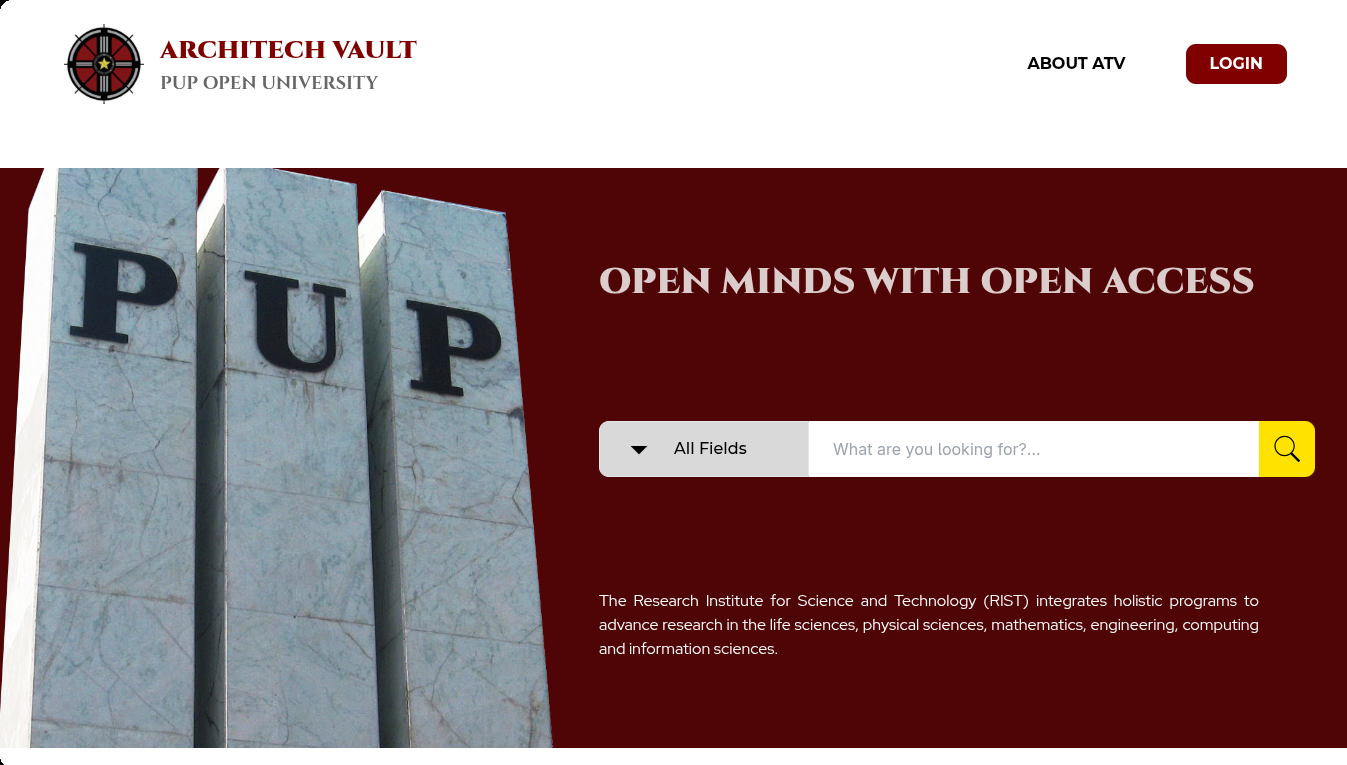 ARCHITECH VAULT
PUP OPEN UNIVERSITY
ABOUT ATV
LOGIN
P U P
OPEN MINDS WITH OPEN ACCESS
All Fields
What are you looking for?...
The Research Institute for Science and Technology (RIST) integrates holistic programs to
advance research in the life sciences, physical sciences, mathematics, engineering, computing
and information sciences.